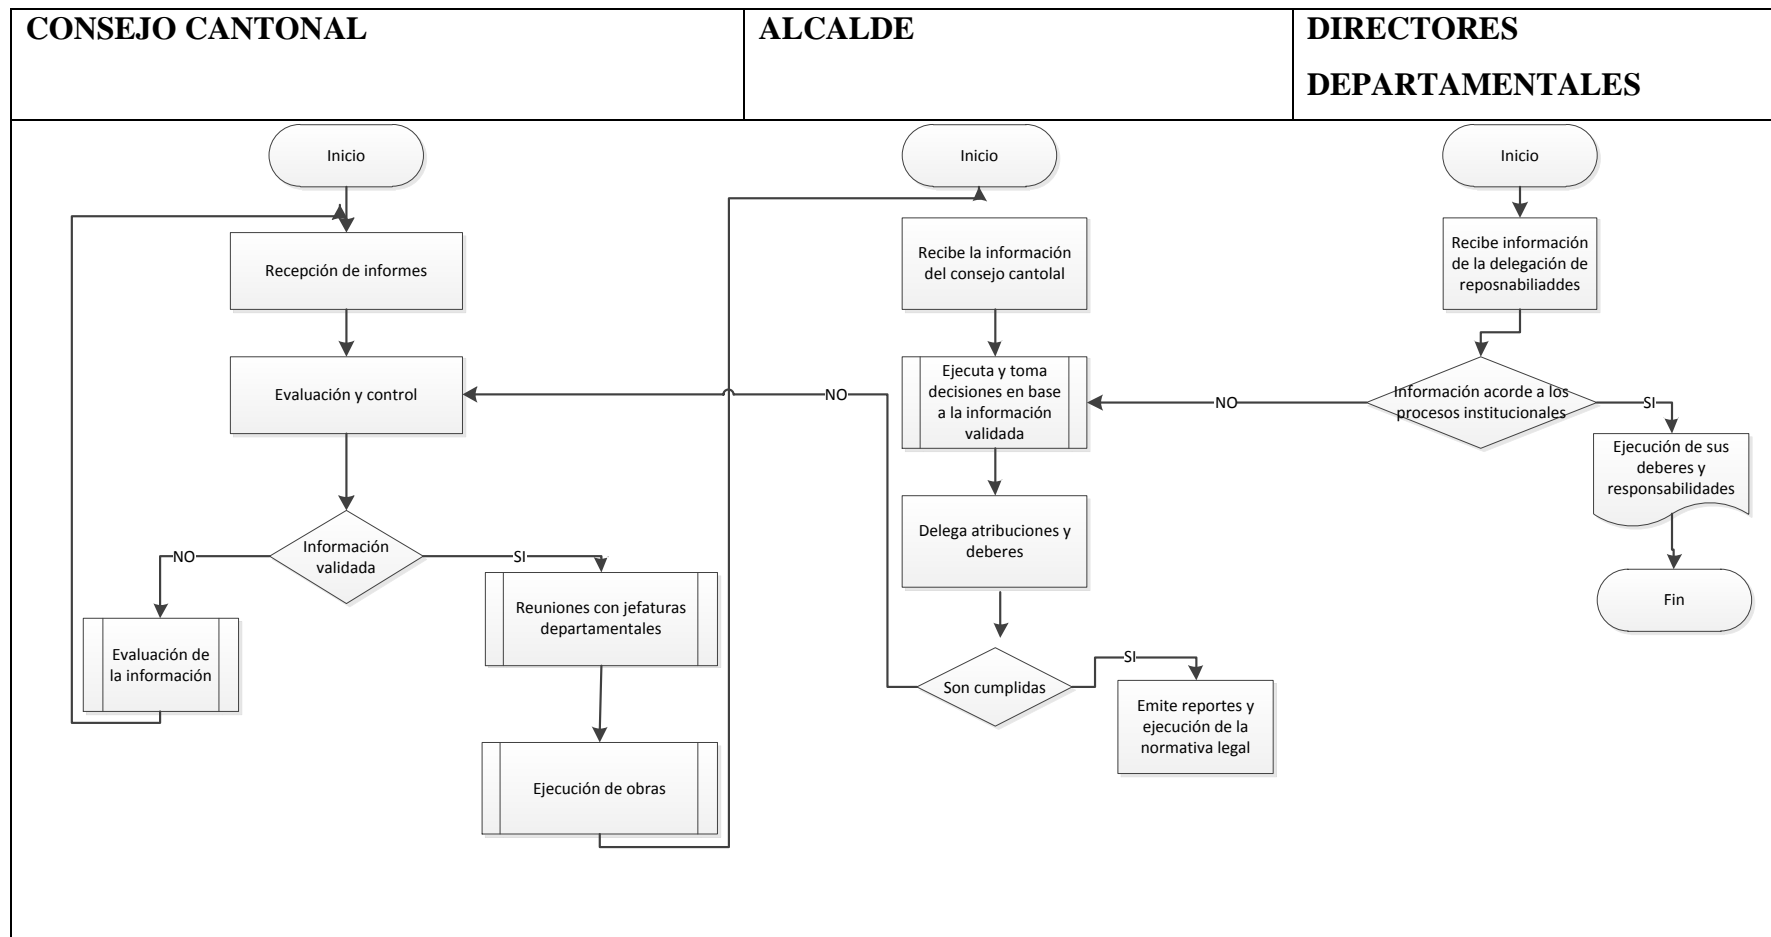 CONSEJO CANTONAL
ALCALDE
DIRECTORES
DEPARTAMENTALES
Inicio
Recepción de informes
Evaluación y control
Información
validada
NO
SI
Evaluación de
la información
Reuniones con jefaturas
departamentales
Ejecución de obras
Inicio
Recibe la información
del consejo cantolal
Ejecuta y toma
decisiones en base
a la información
validada
Delega atribuciones y
deberes
Son cumplidas
NO
SI
Emite reportes y
ejecución de la
normativa legal
Inicio
Recibe información
de la delegación de
reposnabiliaddes
Información acorde a los
procesos institucionales
NO
SI
Ejecución de sus
deberes y
responsabilidades
Fin